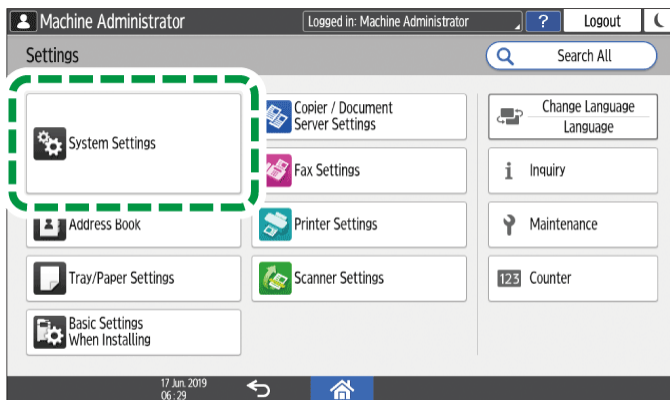 Machine Administrator
Logged in: Machine Administrator
?
Logout
Settings
Search All
System Settings
Copier / Document
Server Settings
Change Language
Language
Fax Settings
Inquiry
Address Book
Printer Settings
Maintenance
Tray/Paper Settings
Scanner Settings
123 Counter
Basic Settings
When Installing
17 Jun. 2019
06:29